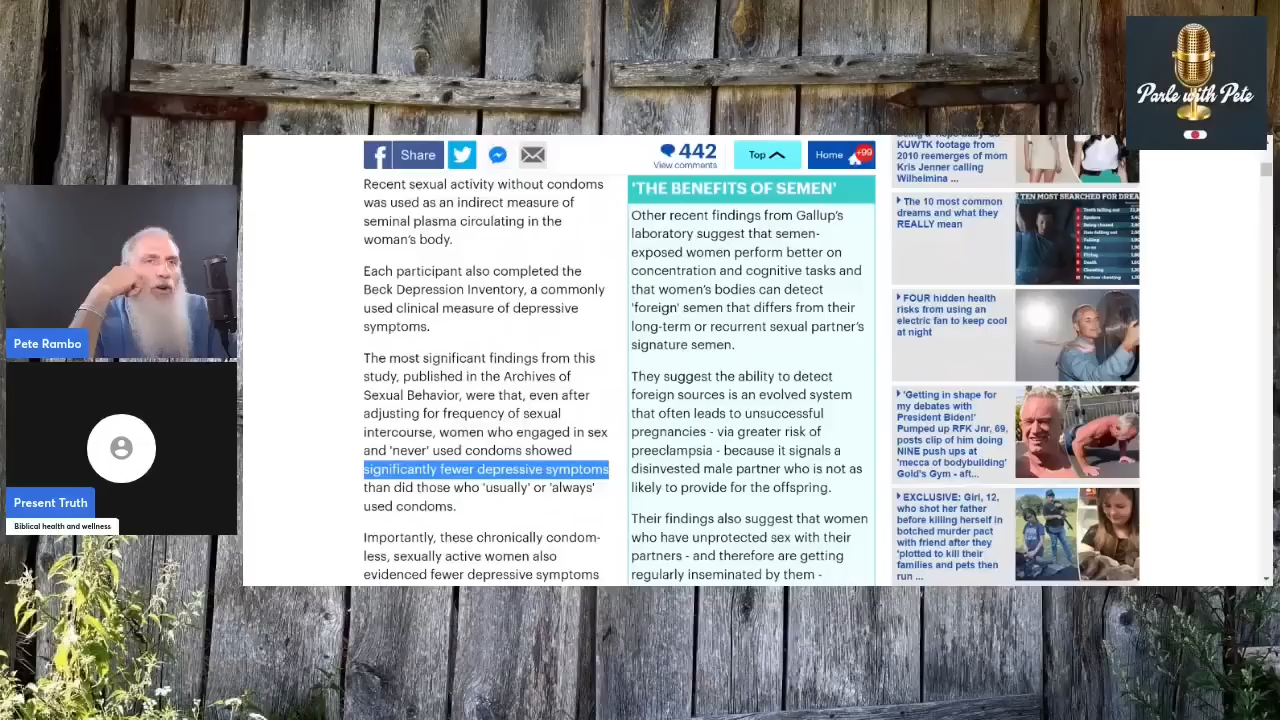 Parle with Pete
Share
442
View comments
Top
Home
+99
Recent sexual activity without condoms
was used as an indirect measure of
seminal plasma circulating in the
woman's body.
Each participant also completed the
Beck Depression Inventory, a commonly
used clinical measure of depressive
symptoms.
The most significant findings from this
study, published in the Archives of
Sexual Behavior, were that, even after
adjusting for frequency of sexual
intercourse, women who engaged in sex
and 'never' used condoms showed
significantly fewer depressive symptoms
than did those who 'usually' or 'always'
used condoms.
Importantly, these chronically condom-
less, sexually active women also
evidenced fewer depressive symptoms
'THE BENEFITS OF SEMEN'
Other recent findings from Gallup's
laboratory suggest that semen-
exposed women perform better on
concentration and cognitive tasks and
that women's bodies can detect
'foreign' semen that differs from their
long-term or recurrent sexual partner's
signature semen.
They suggest the ability to detect
foreign sources is an evolved system
that often leads to unsuccessful
pregnancies - via greater risk of
preeclampsia - because it signals a
disinvested male partner who is not as
likely to provide for the offspring.
Their findings also suggest that women
who have unprotected sex with their
partners - and therefore are getting
regularly inseminated by them -
KUWTK footage from
2010 reemerges of mom
Kris Jenner calling
Wilhelmina ...
The 10 most common
dreams and what they
REALLY mean
TEN MOST SEARCHED FOR DREA
FOUR hidden health
risks from using an
electric fan to keep cool
at night
'Getting in shape for
my debates with
President Biden!'
Pumped up RFK Jnr, 69,
posts clip of him doing
NINE push ups at
'mecca of bodybuilding'
Gold's Gym - aft...
EXCLUSIVE: Girl, 12,
who shot her father
before killing herself in
botched murder pact
with friend after they
'plotted to kill their
families and pets then
run ...
Pete Rambo
Present Truth
Biblical health and wellness